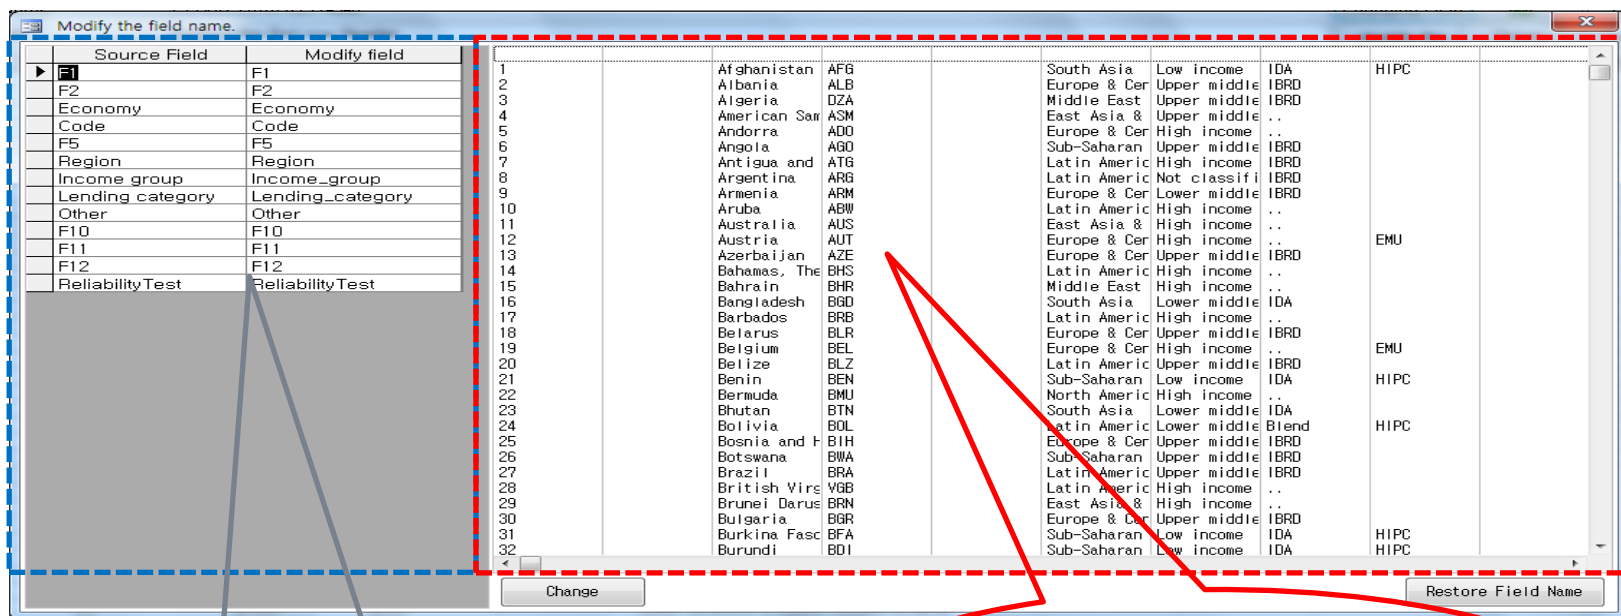 Modify the field name.
Source Field Modify field
F1 F1
F2 F2
Economy Economy
Code Code
F5 F5
Region Region
Income group Income_group
Lending category Lending_category
Other Other
F10 F10
F11 F11
F12 F12
ReliabilityTest ReliabilityTest
1 Afghanistan AFG South Asia Low income IDA HIPC
2 Albania ALB Europe & Cer Upper middle IBRD
3 Algeria DZA Middle East Upper middle IBRD
4 American Sam ASM East Asia & Upper middle ..
5 Andorra ADO Europe & Cer High income ..
6 Angola AGO Sub-Saharan Upper middle IBRD
7 Antigua and ATG Latin Americ High income IBRD
8 Argentina ARG Latin Americ Not classifi IBRD
9 Armenia ARM Europe & Cer Lower middle IBRD
10 Aruba ABW Latin Americ High income ..
11 Australia AUS East Asia & High income ..
12 Austria AUT Europe & Cer High income .. EMU
13 Azerbaijan AZE Europe & Cer Upper middle IBRD
14 Bahamas, The BHS Latin Americ High income ..
15 Bahrain BHR Middle East High income ..
16 Bangladesh BGD South Asia Lower middle IDA
17 Barbados BRB Latin Americ High income ..
18 Belarus BLR Europe & Cer Upper middle IBRD
19 Belgium BEL Europe & Cer High income .. EMU
20 Belize BLZ Latin Americ Upper middle IBRD
21 Benin BEN Sub-Saharan Low income IDA HIPC
22 Bermuda BMU North Americ High income ..
23 Bhutan BTN South Asia Lower middle IDA
24 Bolivia BOL Latin Americ Lower middle Blend HIPC
25 Bosnia and H BIH Europe & Cer Upper middle IBRD
26 Botswana BWA Sub-Saharan Upper middle IBRD
27 Brazil BRA Latin Americ Upper middle IBRD
28 British Virg VGB Latin Americ High income ..
29 Brunei Darus BRN East Asia & High income ..
30 Bulgaria BGR Europe & Cer Upper middle IBRD
31 Burkina Fasc BFA Sub-Saharan Low income IDA HIPC
32 Burundi BDI Sub-Saharan Low income IDA HIPC
Change Restore Field Name